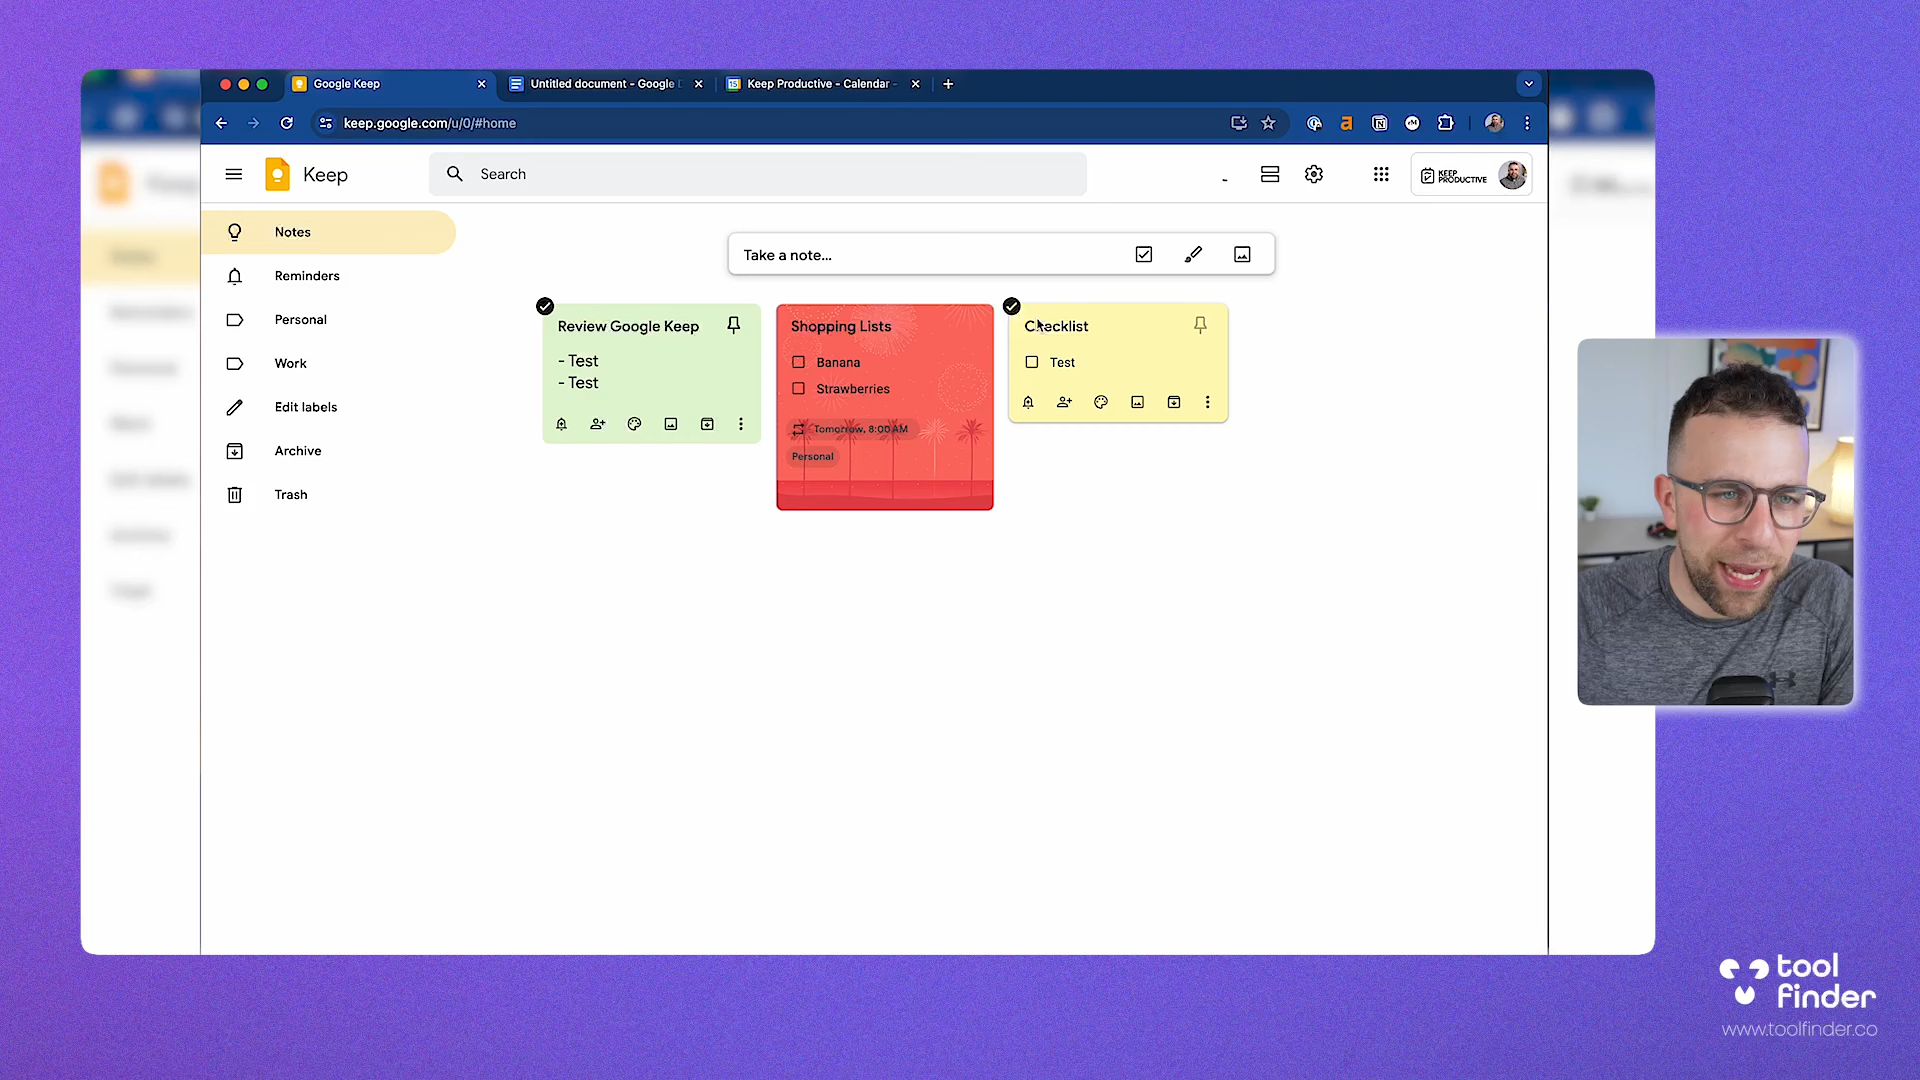 Google Keep
Untitled document - Google
Keep Productive - Calendar -
keep.google.com/u/0/#home
Keep
Search
KEEP PRODUCTIVE
Notes
Reminders
Personal
Work
Edit labels
Archive
Trash
Take a note...
Review Google Keep
- Test
- Test
Shopping Lists
Banana
Strawberries
Tomorrow, 8:00 AM
Personal
Checklist
Test
tool
finder
www.toolfinder.co